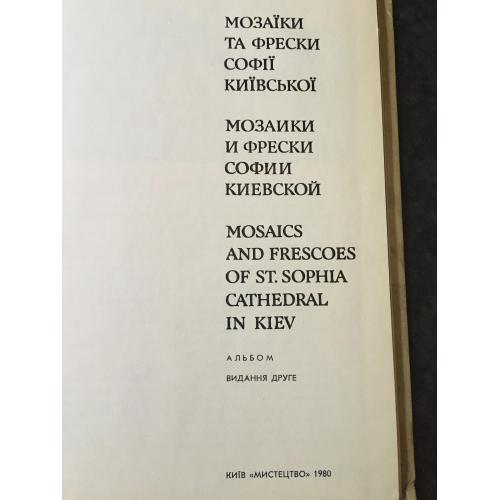 МОЗАЇКИ
ТА ФРЕСКИ
СОФІЇ
КИЇВСЬКОЇ
МОЗАИКИ
И ФРЕСКИ
СОФИИ
КИЕВСКОЙ
MOSAICS
AND FRESCOES
OF ST. SOPHIA
CATHEDRAL
IN KIEV
АЛЬБОМ
ВИДАННЯ ДРУГЕ
КИЇВ «МИСТЕЦТВО» 1980